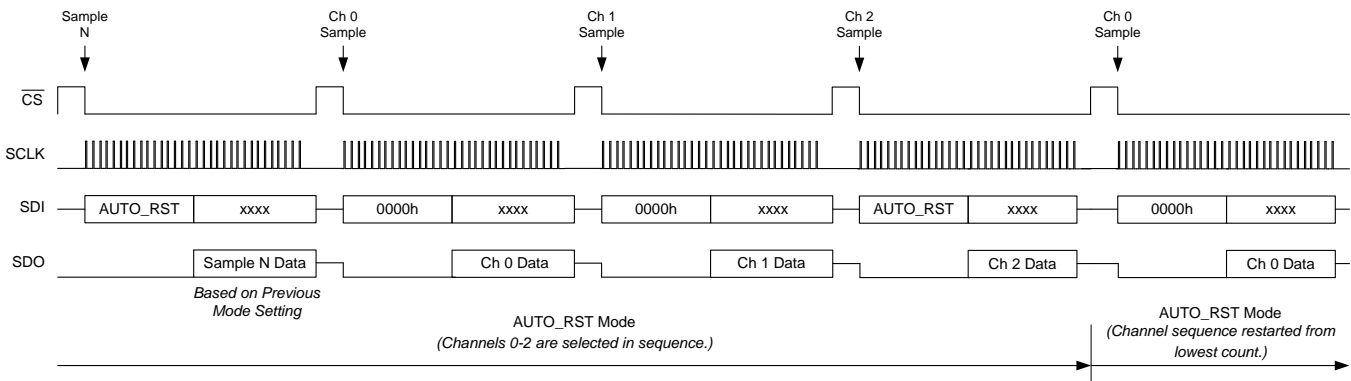 Sample
N
Ch 0
Sample
Ch 1
Sample
Ch 2
Sample
Ch 0
Sample
CS
SCLK
SDI
AUTO_RST
xxxx
0000h
xxxx
0000h
xxxx
AUTO_RST
xxxx
0000h
xxxx
SDO
Sample N Data
Ch 0 Data
Ch 1 Data
Ch 2 Data
Ch 0 Data
Based on Previous
Mode Setting
AUTO_RST Mode
(Channels 0-2 are selected in sequence.)
AUTO_RST Mode
(Channel sequence restarted from
lowest count.)